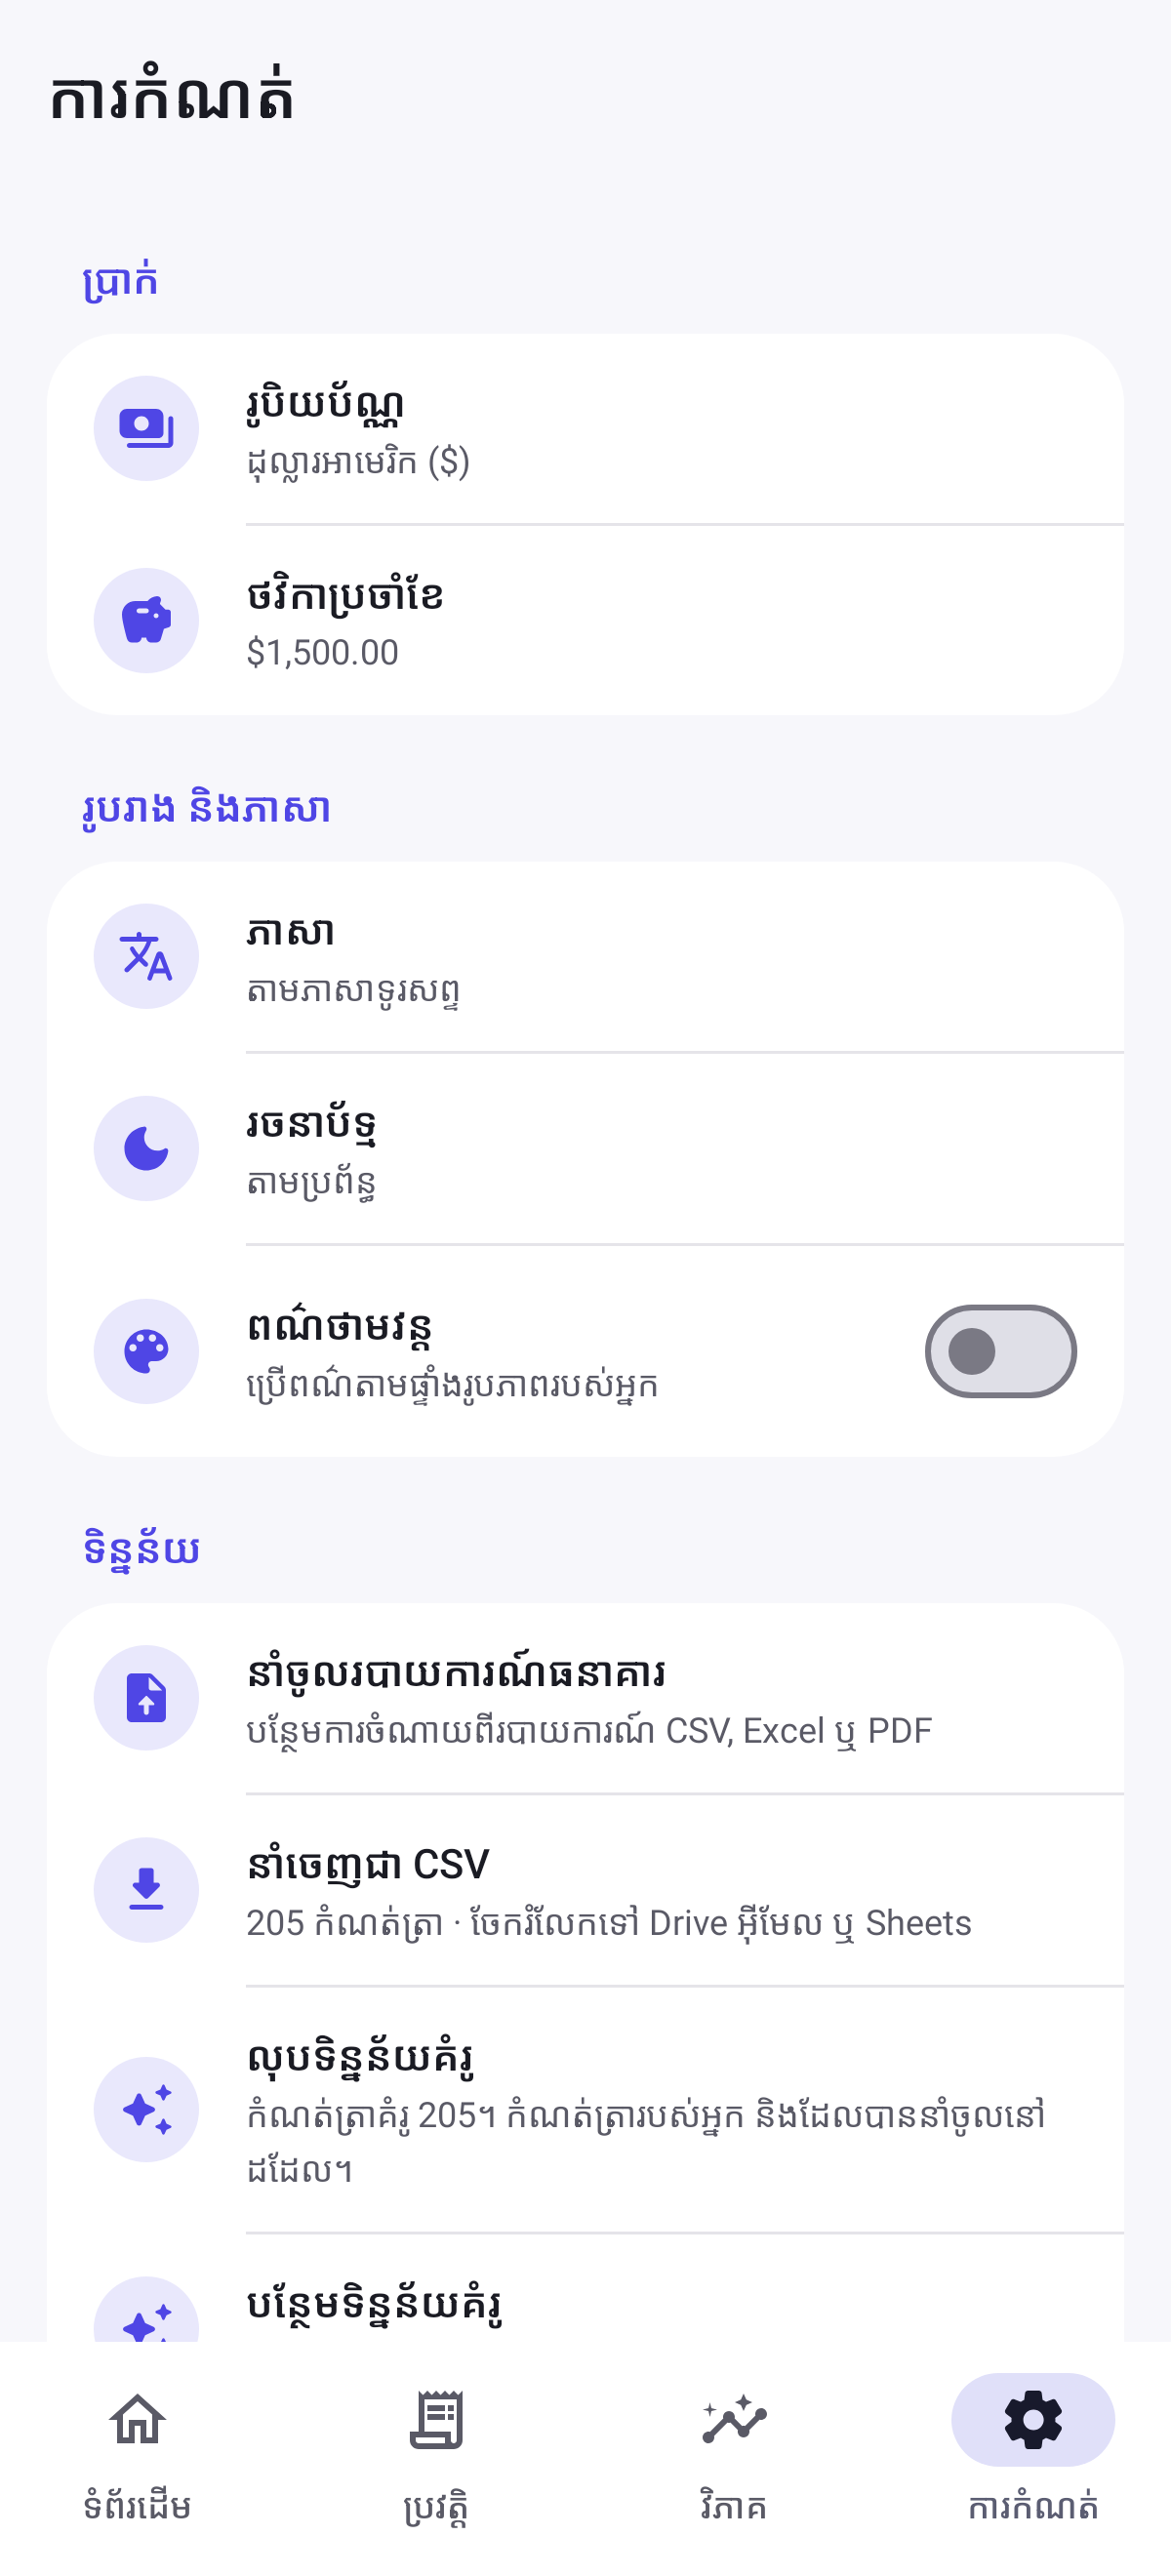 ការកំណត់
ប្រាក់
រូបិយប័ណ្ណ
ដុល្លារអាមេរិក ($)
ថវិកាប្រចាំខែ
$1,500.00
រូបរាង និងភាសា
ភាសា
តាមភាសាទូរសព្ទ
រចនាប័ទ្ម
តាមប្រព័ន្ធ
ពណ៌ថាមវន្ត
ប្រើពណ៌តាមផ្ទាំងរូបភាពរបស់អ្នក
ទិន្នន័យ
នាំចូលរបាយការណ៍ធនាគារ
បន្ថែមការចំណាយពីរបាយការណ៍ CSV, Excel ឬ PDF
នាំចេញជា CSV
205 កំណត់ត្រា · ចែករំលែកទៅ Drive អ៊ីមែល ឬ Sheets
លុបទិន្នន័យគំរូ
កំណត់ត្រាគំរូ 205។ កំណត់ត្រារបស់អ្នក និងដែលបាននាំចូលនៅ
ដដែល។
បន្ថែមទិន្នន័យគំរូ
ទំព័រដើម
ប្រវត្តិ
វិភាគ
ការកំណត់